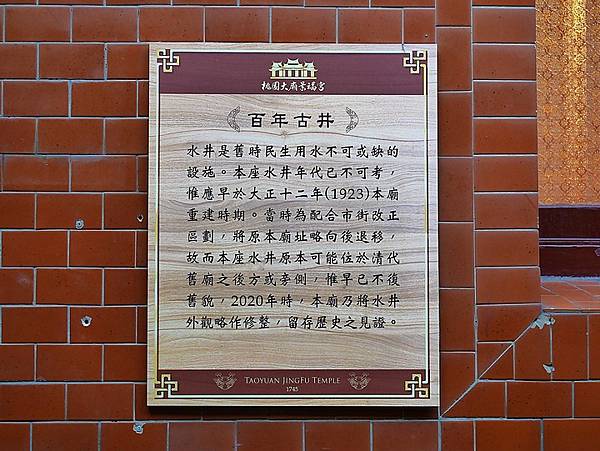 桃園大廟景福宮
百年古井
水井是舊時民生用水不可或缺的
設施。本座水井年代已不可考,
惟應早於大正十二年(1923)本廟
重建時期。當時為配合市街改正
區劃,將原本廟址略向後退移,
故而本座水井原本可能位於清代
舊廟之後方或旁側,惟早已不復
舊貌,2020年時,本廟乃將水井
外觀略作修整,留存歷史之見證。
TAOYUAN JINGFU TEMPLE
1745